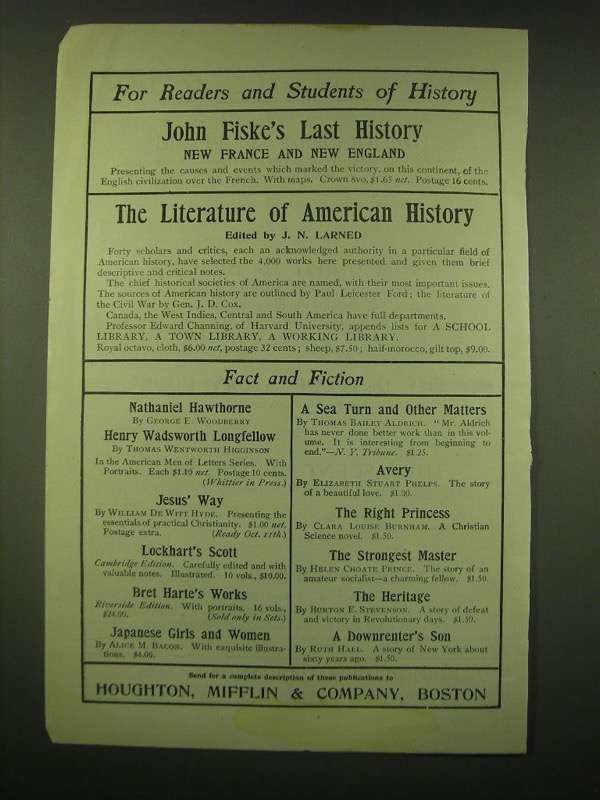 For Readers and Students of History
John Fiske's Last History
NEW FRANCE AND NEW ENGLAND
Presenting the causes and events which marked the victory, on this continent, of the
English civilization over the French. With maps. Crown 8vo, $1.65 net. Postage 16 cents.
The Literature of American History
Edited by J. N. LARNED
Forty scholars and critics, each an acknowledged authority in a particular field of
American history, have selected the 4,000 works here presented and given them brief
descriptive and critical notes.
The chief historical societies of America are named, with their most important issues.
The sources of American history are outlined by Paul Leicester Ford; the literature of
the Civil War by Gen. J. D. Cox.
Canada, the West Indies, Central and South America have full departments.
Professor Edward Channing, of Harvard University, appends lists for A SCHOOL
LIBRARY, A TOWN LIBRARY, A WORKING LIBRARY.
Royal octavo, cloth, $6.00 net, postage 32 cents; sheep, $7.50; half-morocco, gilt top, $9.00.
Fact and Fiction
Nathaniel Hawthorne
By GEORGE E. WOODBERRY
Henry Wadsworth Longfellow
By THOMAS WENTWORTH HIGGINSON
In the American Men of Letters Series. With
Portraits. Each $1.10 net. Postage 10 cents.
(Whittier in Press.)
Jesus' Way
By WILLIAM DE WITT HYDE. Presenting the
essentials of practical Christianity. $1.00 net.
Postage extra. (Ready Oct. 11th.)
Lockhart's Scott
Cambridge Edition. Carefully edited and with
valuable notes. Illustrated. 10 vols., $10.00.
Bret Harte's Works
Riverside Edition. With portraits. 16 vols.,
$24.00. (Sold only in Sets.)
Japanese Girls and Women
By ALICE M. BACON. With exquisite illustra-
tions. $4.00.
A Sea Turn and Other Matters
By THOMAS BAILEY ALDRICH. "Mr. Aldrich
has never done better work than in this vol-
ume. It is interesting from beginning to
end."—N. Y. Tribune. $1.25.
Avery
By ELIZABETH STUART PHELPS. The story
of a beautiful love. $1.00.
The Right Princess
By CLARA LOUISE BURNHAM. A Christian
Science novel. $1.50.
The Strongest Master
By HELEN CHOATE PRINCE. The story of an
amateur socialist—a charming fellow. $1.50.
The Heritage
By BURTON E. STEVENSON. A story of defeat
and victory in Revolutionary days. $1.50.
A Downrenter's Son
By RUTH HALL. A story of New York about
sixty years ago. $1.50.
Send for a complete description of these publications to
HOUGHTON, MIFFLIN & COMPANY, BOSTON